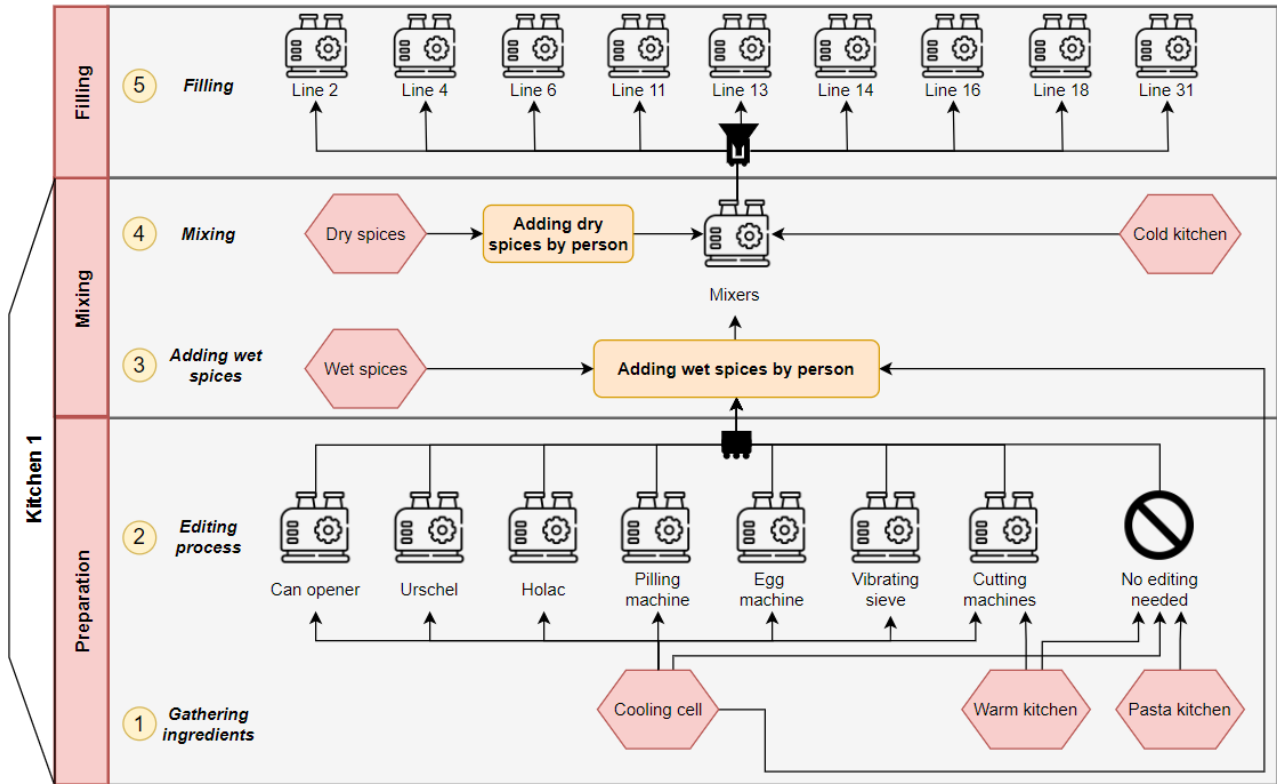 Kitchen 1
Filling
5
Filling
Line 2
Line 4
Line 6
Line 11
Line 13
Line 14
Line 16
Line 18
Line 31
Mixing
4
Mixing
Dry spices
Adding dry
spices by person
Mixers
Cold kitchen
3
Adding wet
spices
Wet spices
Adding wet spices by person
Preparation
2
Editing
process
Can opener
Urschel
Holac
Pilling
machine
Egg
machine
Vibrating
sieve
Cutting
machines
No editing
needed
1
Gathering
ingredients
Cooling cell
Warm kitchen
Pasta kitchen